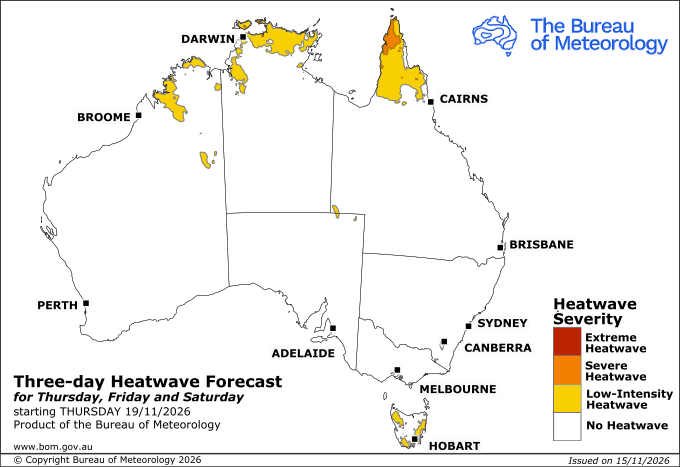 The Bureau
of Meteorology
DARWIN
CAIRNS
BROOME
BRISBANE
PERTH
SYDNEY
ADELAIDE
CANBERRA
MELBOURNE
HOBART
Heatwave
Severity
Extreme
Heatwave
Severe
Heatwave
Low-Intensity
Heatwave
No Heatwave
Three-day Heatwave Forecast
for Thursday, Friday and Saturday
starting THURSDAY 19/11/2026
Product of the Bureau of Meteorology
www.bom.gov.au
© Copyright Bureau of Meteorology 2026
Issued on 15/11/2026